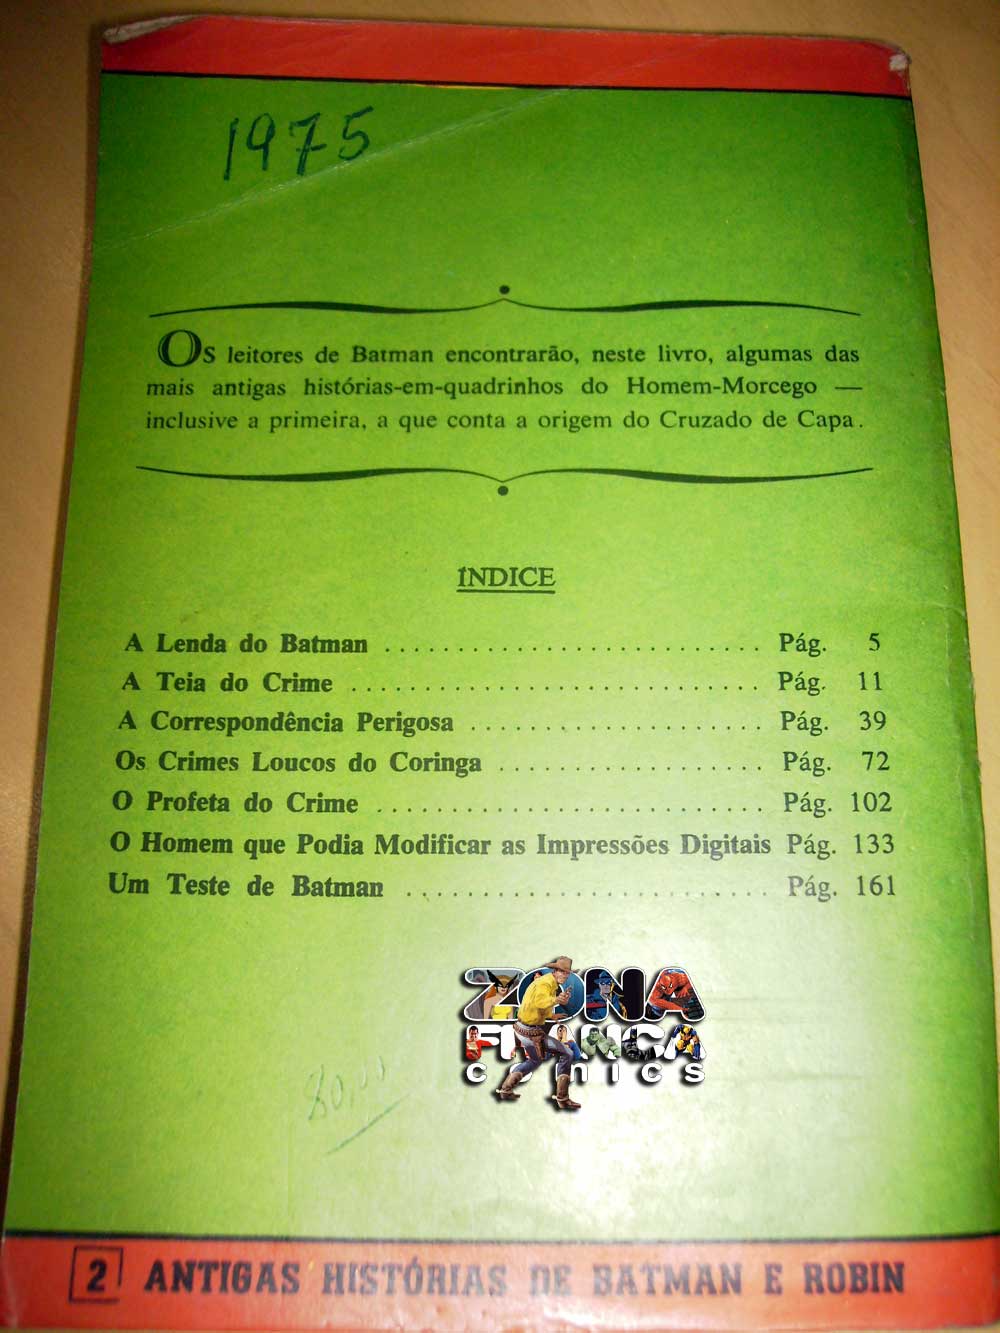 1975
Os leitores de Batman encontrarão, neste livro, algumas das
mais antigas histórias-em-quadrinhos do Homem-Morcego —
inclusive a primeira, a que conta a origem do Cruzado de Capa.
ÍNDICE
A Lenda do Batman ........................... Pág. 5
A Teia do Crime ............................. Pág. 11
A Correspondência Perigosa ..................... Pág. 39
Os Crimes Loucos do Coringa ................... Pág. 72
O Profeta do Crime ........................... Pág. 102
O Homem que Podia Modificar as Impressões Digitais Pág. 133
Um Teste de Batman .......................... Pág. 161
ZONA
FRANCA
comics
80,00
2 ANTIGAS HISTÓRIAS DE BATMAN E ROBIN